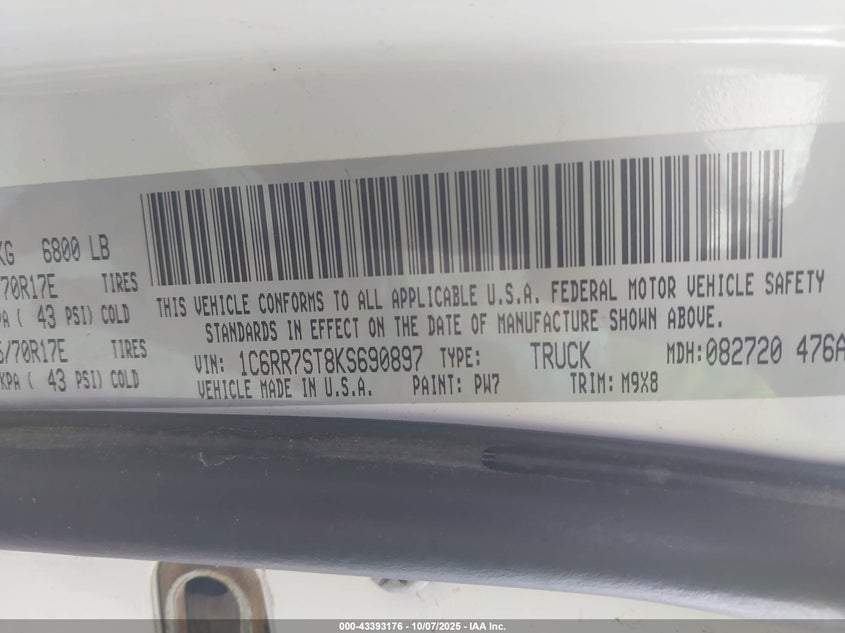 KG 6800 LB
/70R17E TIRES
PA ( 43 PSI) COLD
5/70R17E TIRES
KPA ( 43 PSI) COLD
THIS VEHICLE CONFORMS TO ALL APPLICABLE U.S.A. FEDERAL MOTOR VEHICLE SAFETY
STANDARDS IN EFFECT ON THE DATE OF MANUFACTURE SHOWN ABOVE.
VIN: 1C6RR7ST8KS690897 TYPE: TRUCK MDH: 082720 476A
VEHICLE MADE IN U.S.A. PAINT: PW7 TRIM: M9X8
000-43393176 - 10/07/2025 - IAA Inc.